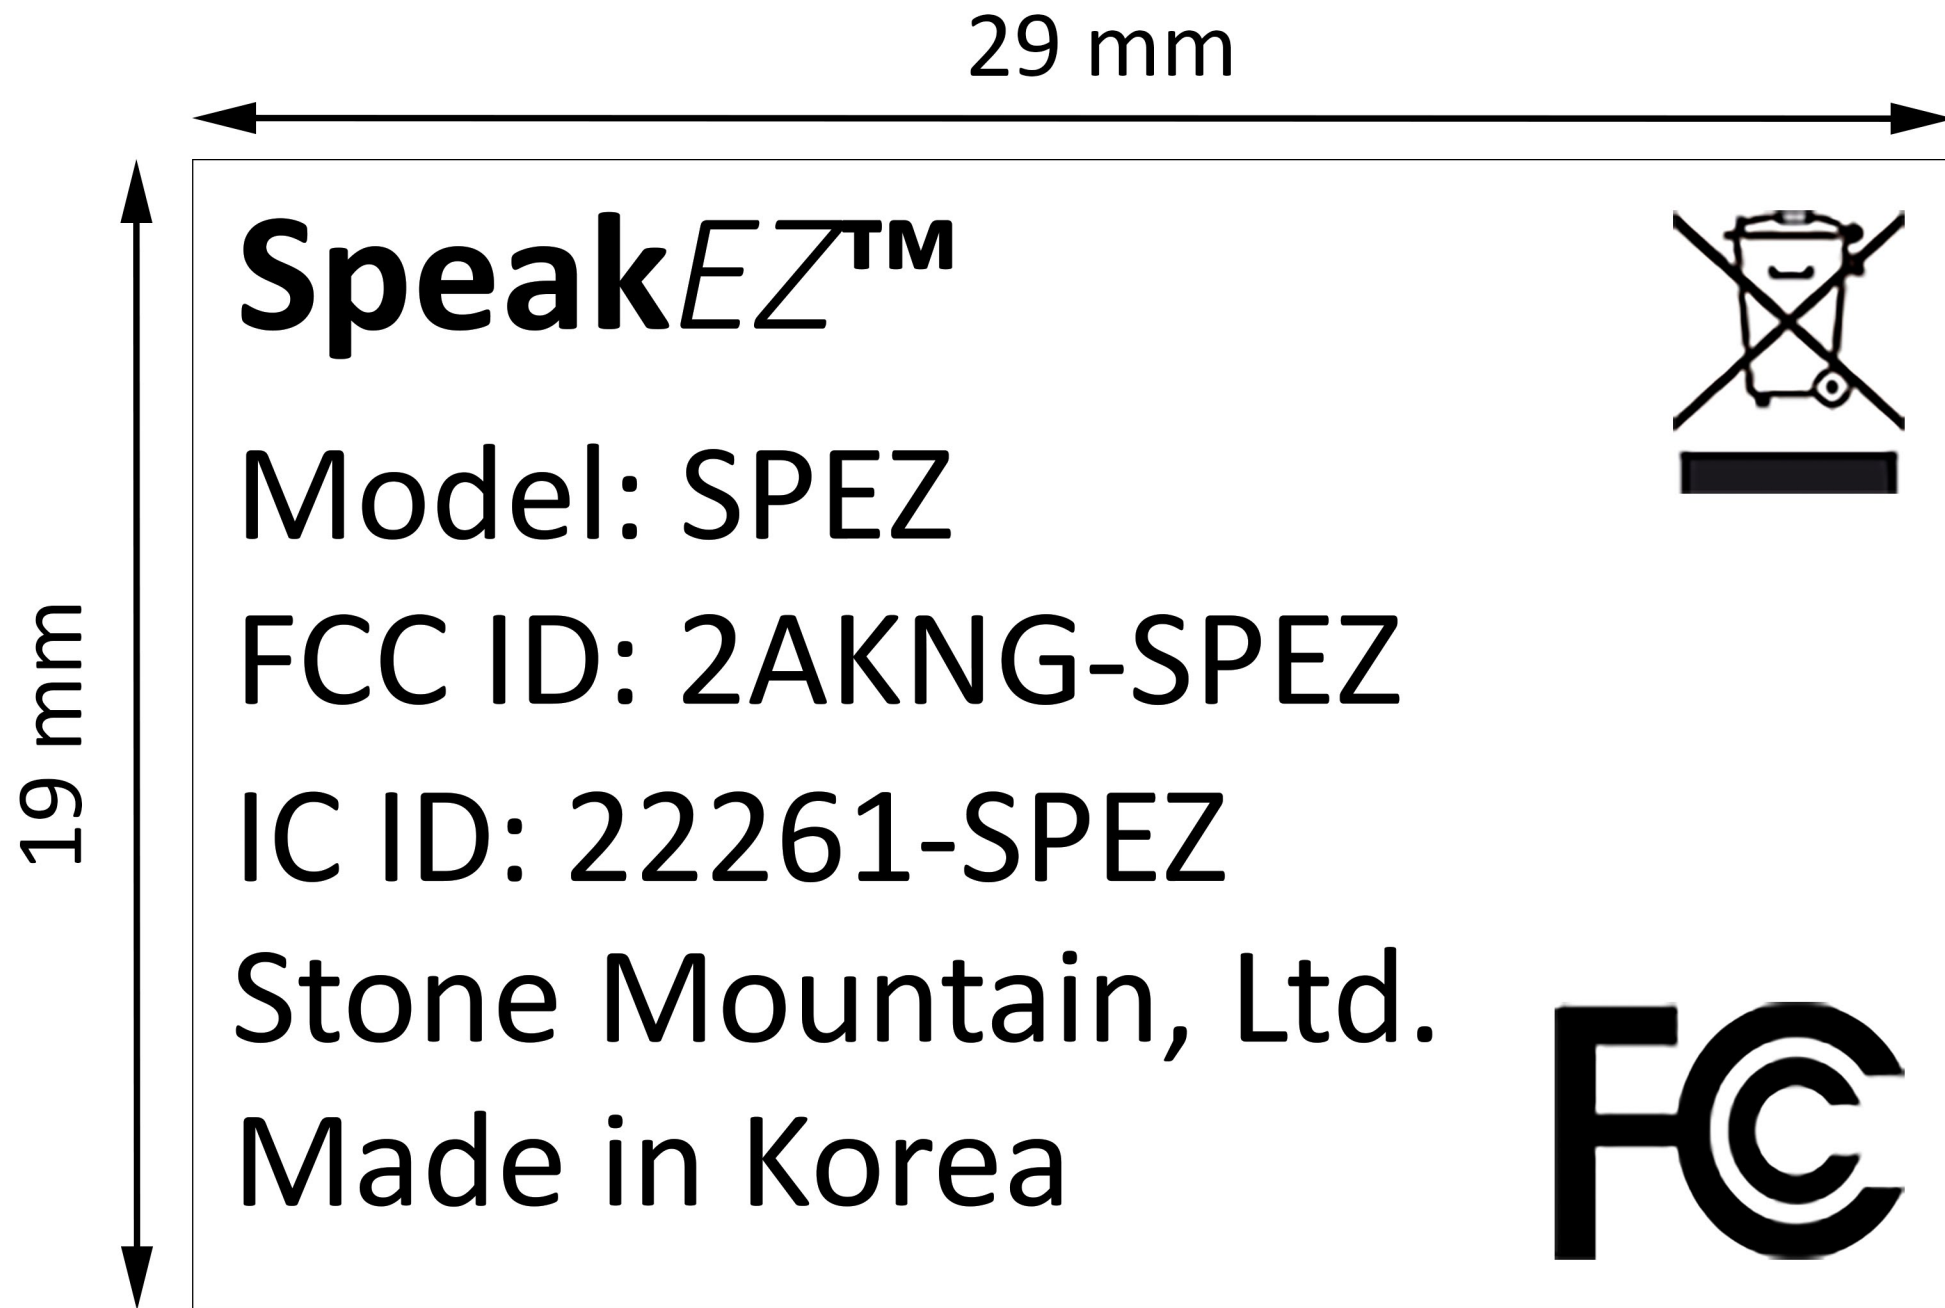 29 mm
19 mm
SpeakEZ™
Model: SPEZ
FCC ID: 2AKNG-SPEZ
IC ID: 22261-SPEZ
Stone Mountain, Ltd.
Made in Korea
FCC